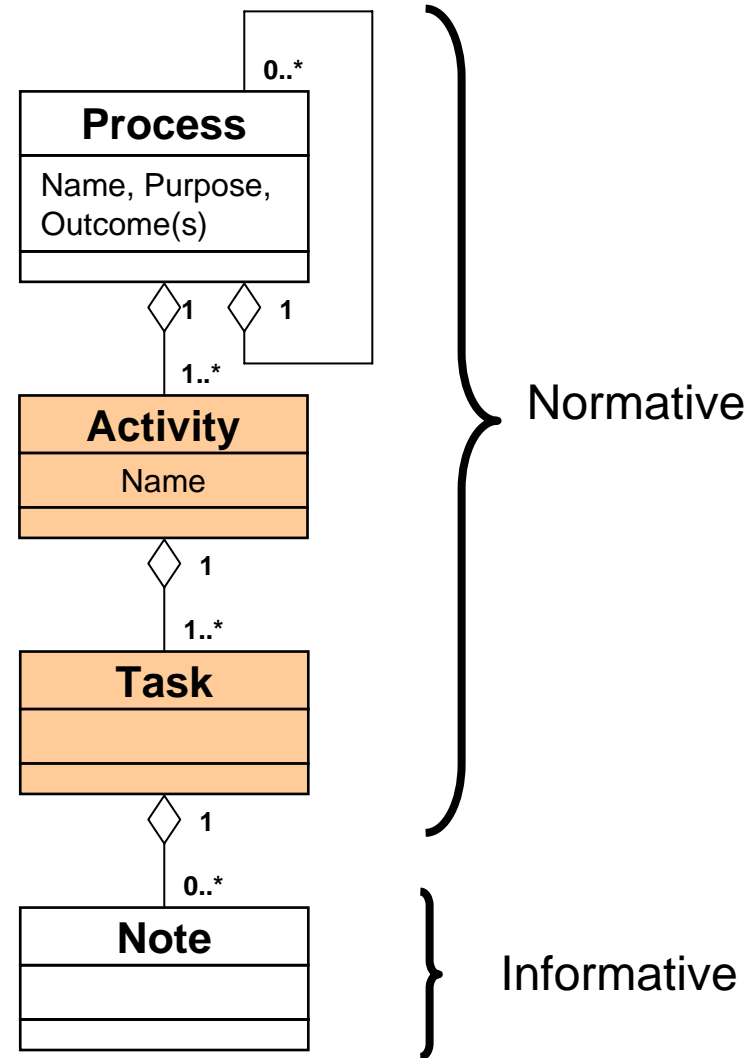 0..*
Process
Name, Purpose,
Outcome(s)
1
1
1..*
Activity
Name
1
1..*
Task
1
0..*
Note
Normative
Informative